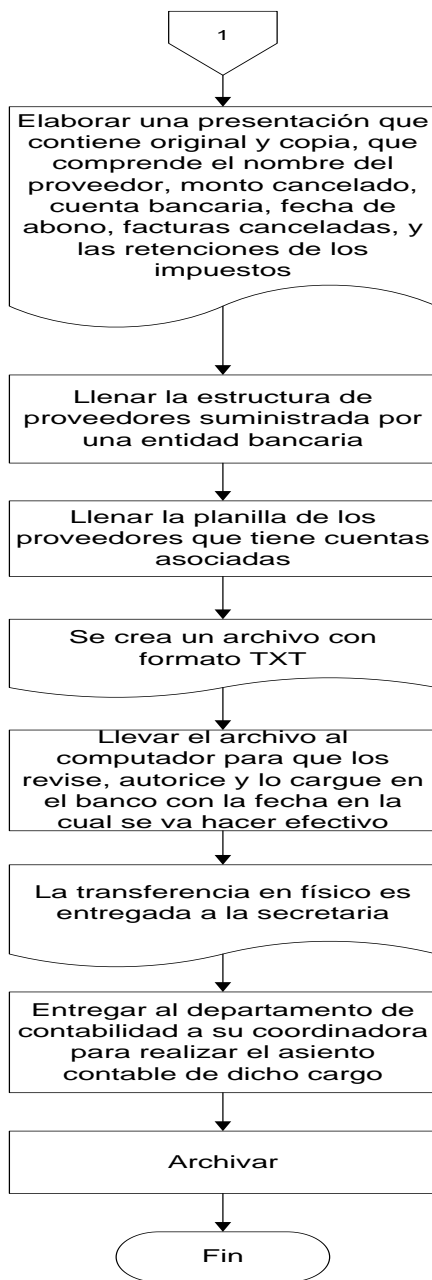 1
Elaborar una presentación que
contiene original y copia, que
comprende el nombre del
proveedor, monto cancelado,
cuenta bancaria, fecha de
abono, facturas canceladas, y
las retenciones de los
impuestos
Llenar la estructura de
proveedores suministrada por
una entidad bancaria
Llenar la planilla de los
proveedores que tiene cuentas
asociadas
Se crea un archivo con
formato TXT
Llevar el archivo al
computador para que los
revise, autorice y lo cargue en
el banco con la fecha en la
cual se va hacer efectivo
La transferencia en físico es
entregada a la secretaria
Entregar al departamento de
contabilidad a su coordinadora
para realizar el asiento
contable de dicho cargo
Archivar
Fin